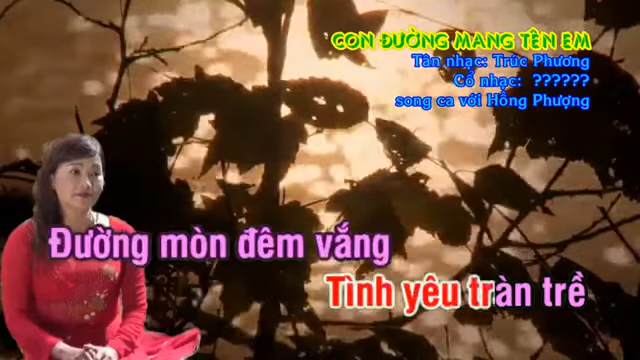 CON ĐƯỜNG MANG TÊN EM
Tân nhạc: Trúc Phương
Cổ nhạc: ??????
song ca với Hồng Phượng
Đường mòn đêm vắng
Tình yêu tràn trề